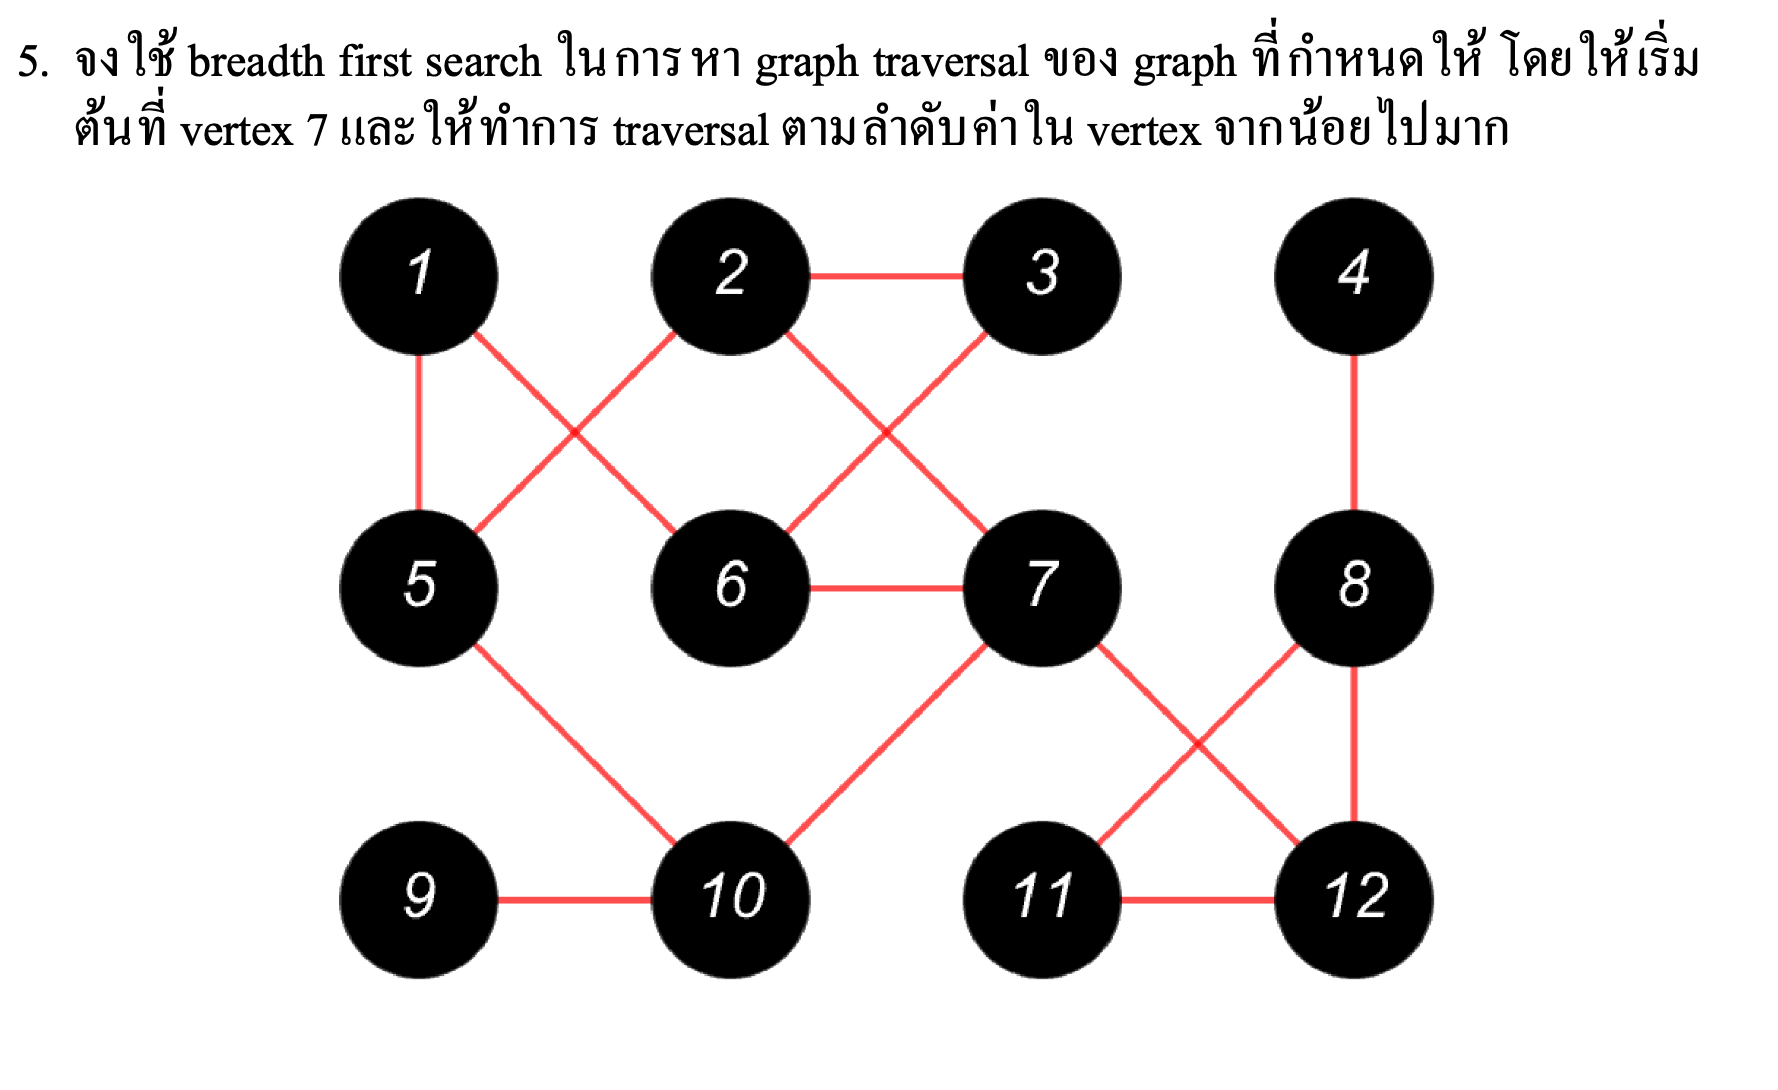 5. จงใช้ breadth first search ในการหา graph traversal ของ graph ที่กำหนดให้ โดยให้เริ่ม
ต้นที่ vertex 7 และให้ทำการ traversal ตามลำดับค่าใน vertex จากน้อยไปมาก
1 2 3 4
5 6 7 8
9 10 11 12